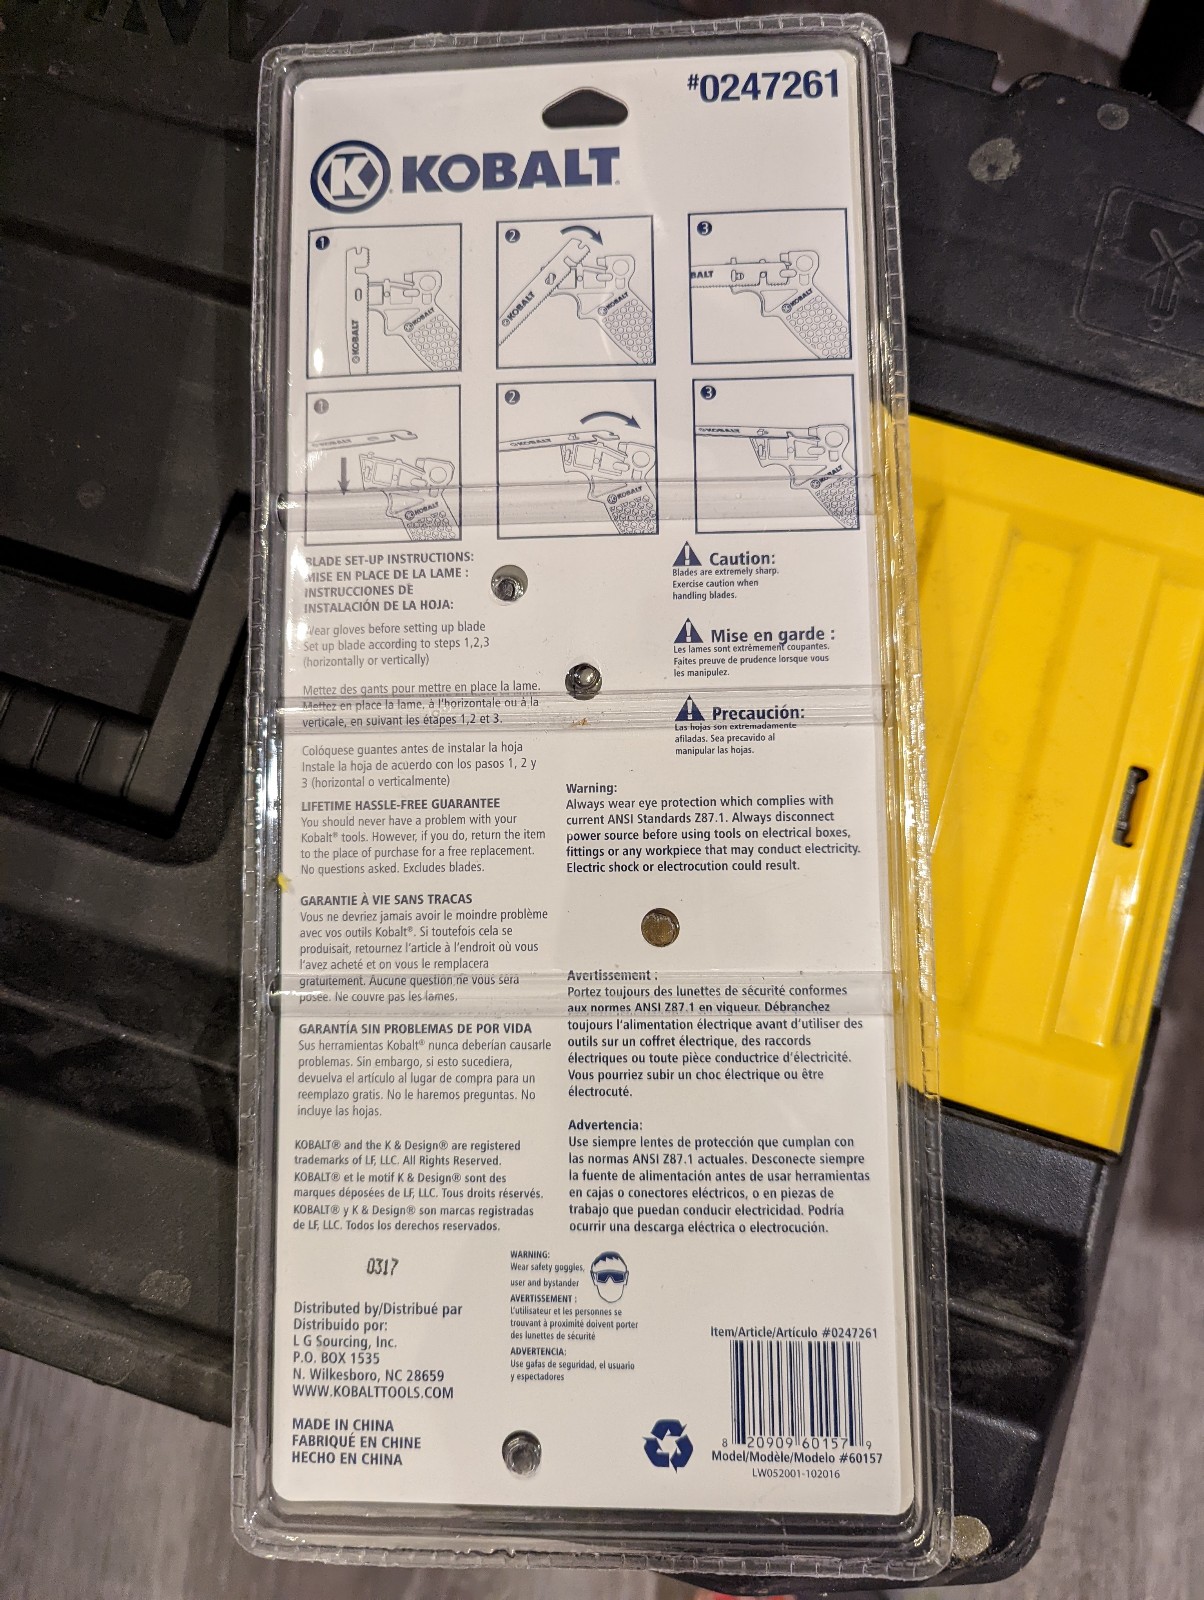 #0247261
K KOBALT
1
KOBALT
KOBALT
2
KOBALT
KOBALT
3
BALT
KOBALT
1
KOBALT
KOBALT
2
KOBALT
KOBALT
3
KOBALT
KOBALT
BLADE SET-UP INSTRUCTIONS:
MISE EN PLACE DE LA LAME :
INSTRUCCIONES DE
INSTALACIÓN DE LA HOJA:
Wear gloves before setting up blade
Set up blade according to steps 1,2,3
(horizontally or vertically)
Mettez des gants pour mettre en place la lame.
Mettez en place la lame, à l'horizontale ou à la
verticale, en suivant les étapes 1,2 et 3.
Colóquese guantes antes de instalar la hoja
Instale la hoja de acuerdo con los pasos 1, 2 y
3 (horizontal o verticalmente)
LIFETIME HASSLE-FREE GUARANTEE
You should never have a problem with your
Kobalt® tools. However, if you do, return the item
to the place of purchase for a free replacement.
No questions asked. Excludes blades.
GARANTIE À VIE SANS TRACAS
Vous ne devriez jamais avoir le moindre problème
avec vos outils Kobalt®. Si toutefois cela se
produisait, retournez l'article à l'endroit où vous
l'avez acheté et on vous le remplacera
gratuitement. Aucune question ne vous sera
posée. Ne couvre pas les lames.
GARANTÍA SIN PROBLEMAS DE POR VIDA
Sus herramientas Kobalt® nunca deberían causarle
problemas. Sin embargo, si esto sucediera,
devuelva el artículo al lugar de compra para un
reemplazo gratis. No le haremos preguntas. No
incluye las hojas.
KOBALT® and the K & Design® are registered
trademarks of LF, LLC. All Rights Reserved.
KOBALT® et le motif K & Design® sont des
marques déposées de LF, LLC. Tous droits réservés.
KOBALT® y K & Design® son marcas registradas
de LF, LLC. Todos los derechos reservados.
0317
Distributed by/Distribué par
Distribuido por:
L G Sourcing, Inc.
P.O. BOX 1535
N. Wilkesboro, NC 28659
WWW.KOBALTTOOLS.COM
MADE IN CHINA
FABRIQUÉ EN CHINE
HECHO EN CHINA
Caution:
Blades are extremely sharp.
Exercise caution when
handling blades.
Mise en garde :
Les lames sont extrêmement coupantes.
Faites preuve de prudence lorsque vous
les manipulez.
Precaución:
Las hojas son extremadamente
afiladas. Sea precavido al
manipular las hojas.
Warning:
Always wear eye protection which complies with
current ANSI Standards Z87.1. Always disconnect
power source before using tools on electrical boxes,
fittings or any workpiece that may conduct electricity.
Electric shock or electrocution could result.
Avertissement :
Portez toujours des lunettes de sécurité conformes
aux normes ANSI Z87.1 en vigueur. Débranchez
toujours l'alimentation électrique avant d'utiliser des
outils sur un coffret électrique, des raccords
électriques ou toute pièce conductrice d'électricité.
Vous pourriez subir un choc électrique ou être
électrocuté.
Advertencia:
Use siempre lentes de protección que cumplan con
las normas ANSI Z87.1 actuales. Desconecte siempre
la fuente de alimentación antes de usar herramientas
en cajas o conectores eléctricos, o en piezas de
trabajo que puedan conducir electricidad. Podría
ocurrir una descarga eléctrica o electrocución.
WARNING:
Wear safety goggles,
user and bystander
AVERTISSEMENT :
L'utilisateur et les personnes se
trouvant à proximité doivent porter
des lunettes de sécurité
ADVERTENCIA:
Use gafas de seguridad, el usuario
y espectadores
Item/Article/Artículo #0247261
8 20909 60157 9
Model/Modèle/Modelo #60157
LW052001-102016